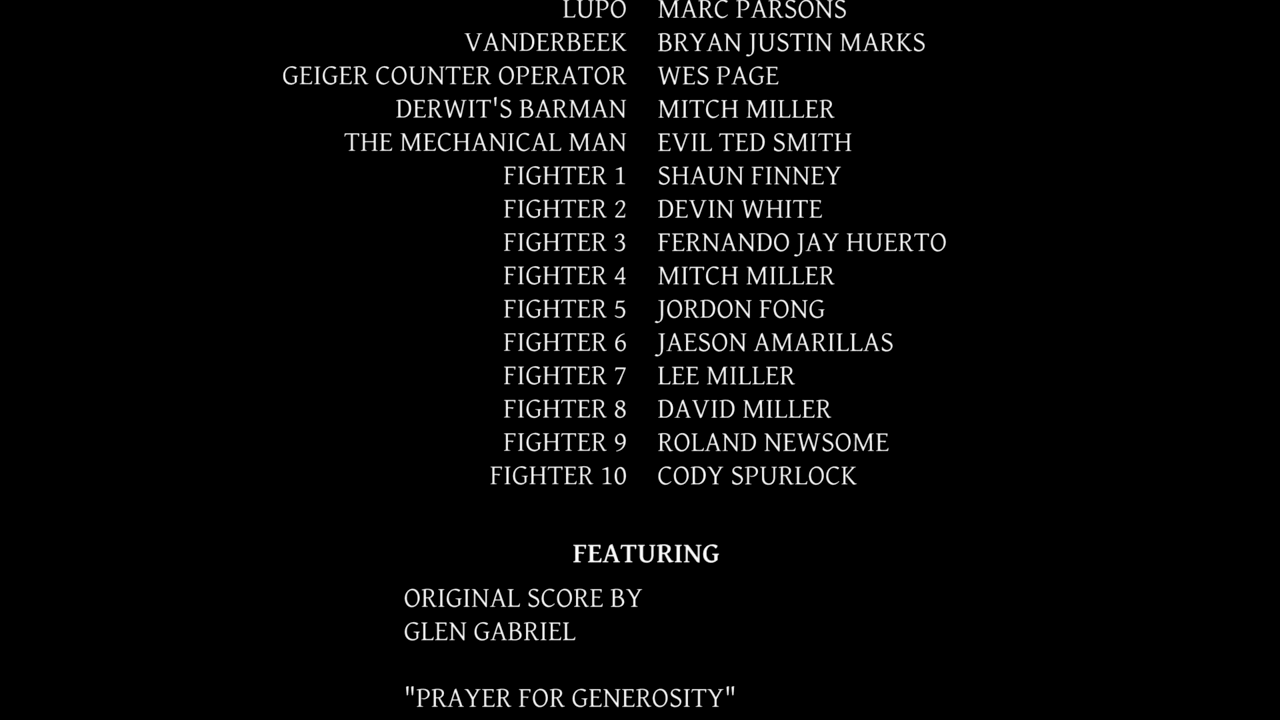 LUPO MARC PARSONS
VANDERBEEK BRYAN JUSTIN MARKS
GEIGER COUNTER OPERATOR WES PAGE
DERWIT'S BARMAN MITCH MILLER
THE MECHANICAL MAN EVIL TED SMITH
FIGHTER 1 SHAUN FINNEY
FIGHTER 2 DEVIN WHITE
FIGHTER 3 FERNANDO JAY HUERTO
FIGHTER 4 MITCH MILLER
FIGHTER 5 JORDON FONG
FIGHTER 6 JAESON AMARILLAS
FIGHTER 7 LEE MILLER
FIGHTER 8 DAVID MILLER
FIGHTER 9 ROLAND NEWSOME
FIGHTER 10 CODY SPURLOCK
FEATURING
ORIGINAL SCORE BY
GLEN GABRIEL
"PRAYER FOR GENEROSITY"